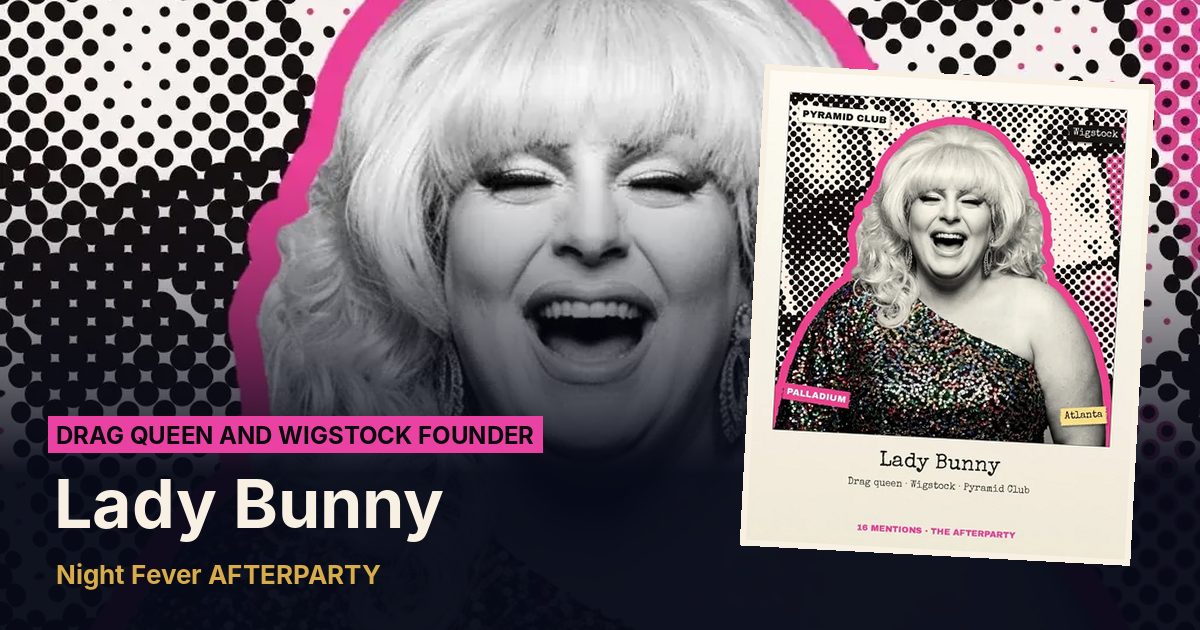 DRAG QUEEN AND WIGSTOCK FOUNDER
Lady Bunny
Night Fever AFTERPARTY
PYRAMID CLUB
Wigstock
PALLADIUM
Atlanta
Lady Bunny
Drag queen · Wigstock · Pyramid Club
16 MENTIONS · THE AFTERPARTY